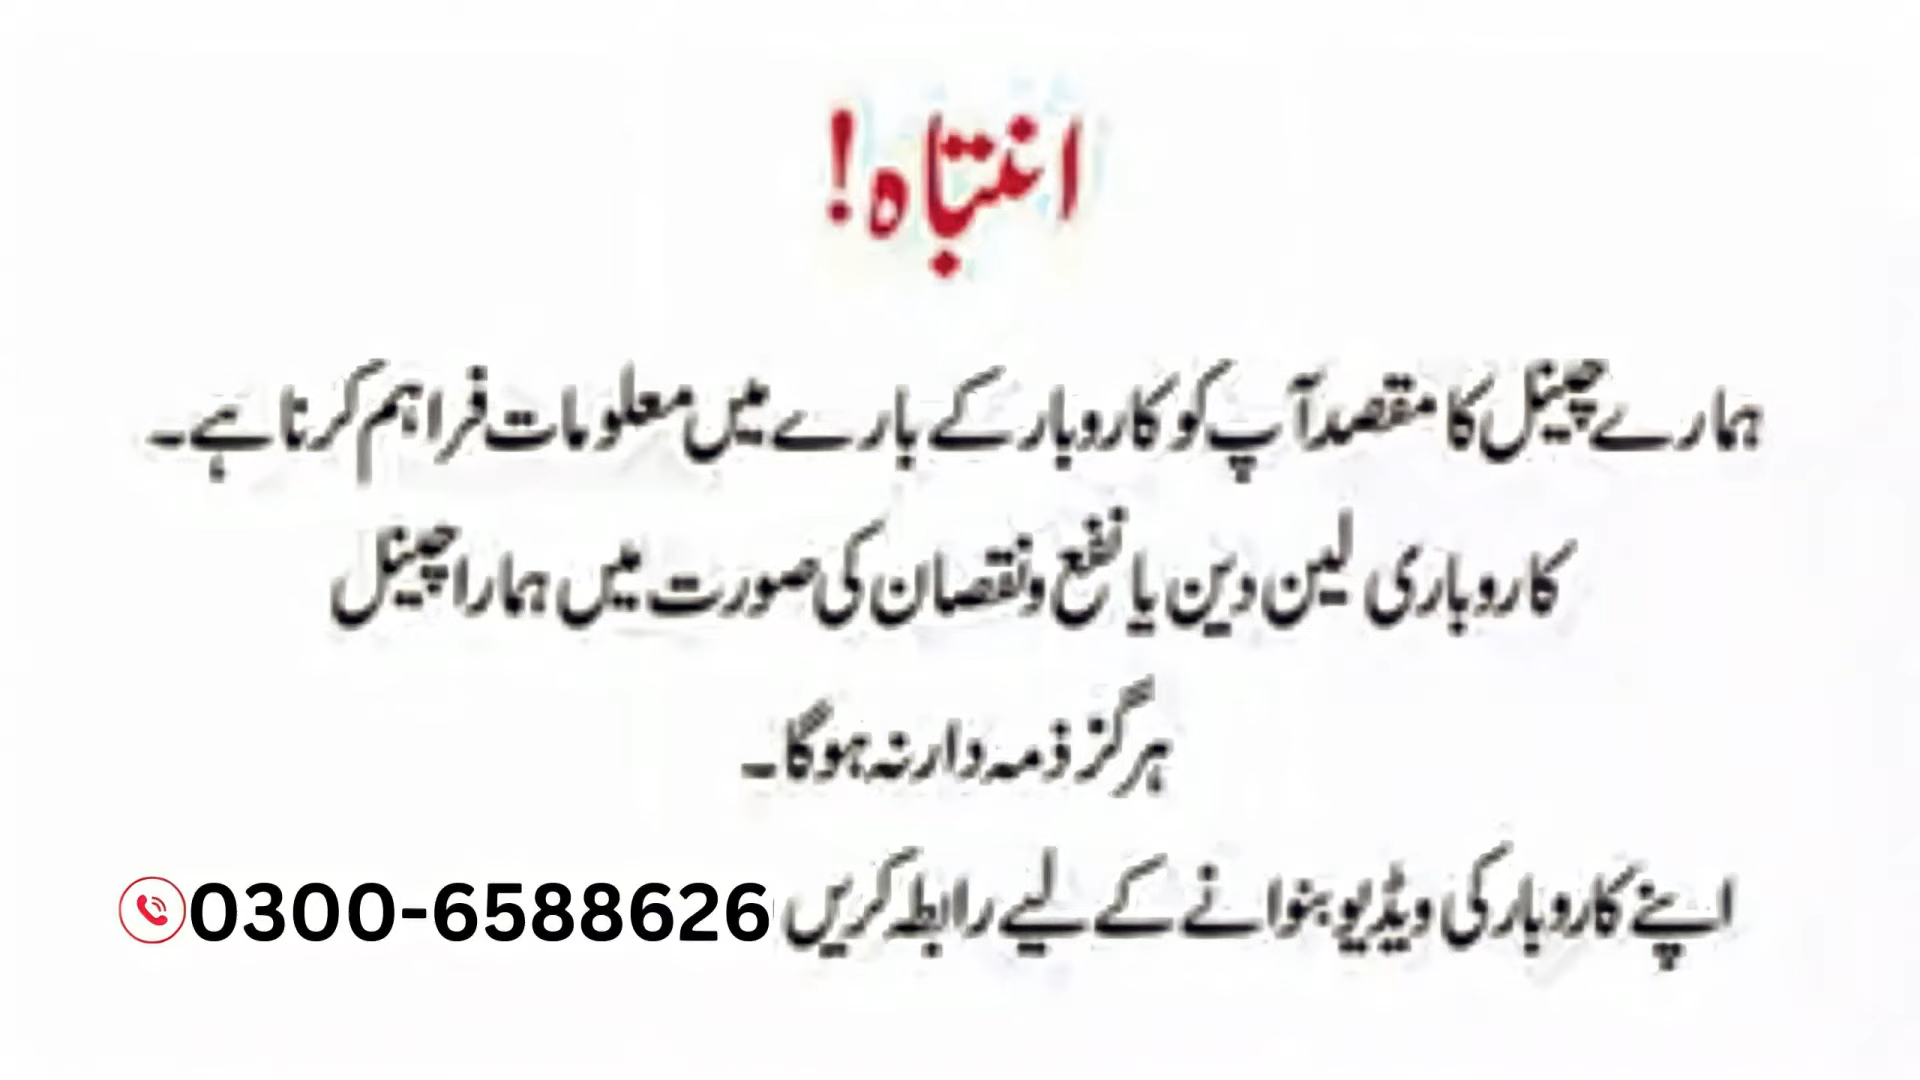 انتباہ!
ہمارے چینل کا مقصد آپ کو کاروبار کے بارے میں معلومات فراہم کرنا ہے۔
کاروباری لین دین یا نفع ونقصان کی صورت میں ہمارا چینل
ہرگز ذمہ دار نہ ہوگا۔
اپنے کاروبار کی ویڈیو بنوانے کے لیے رابطہ کریں 0300-6588626